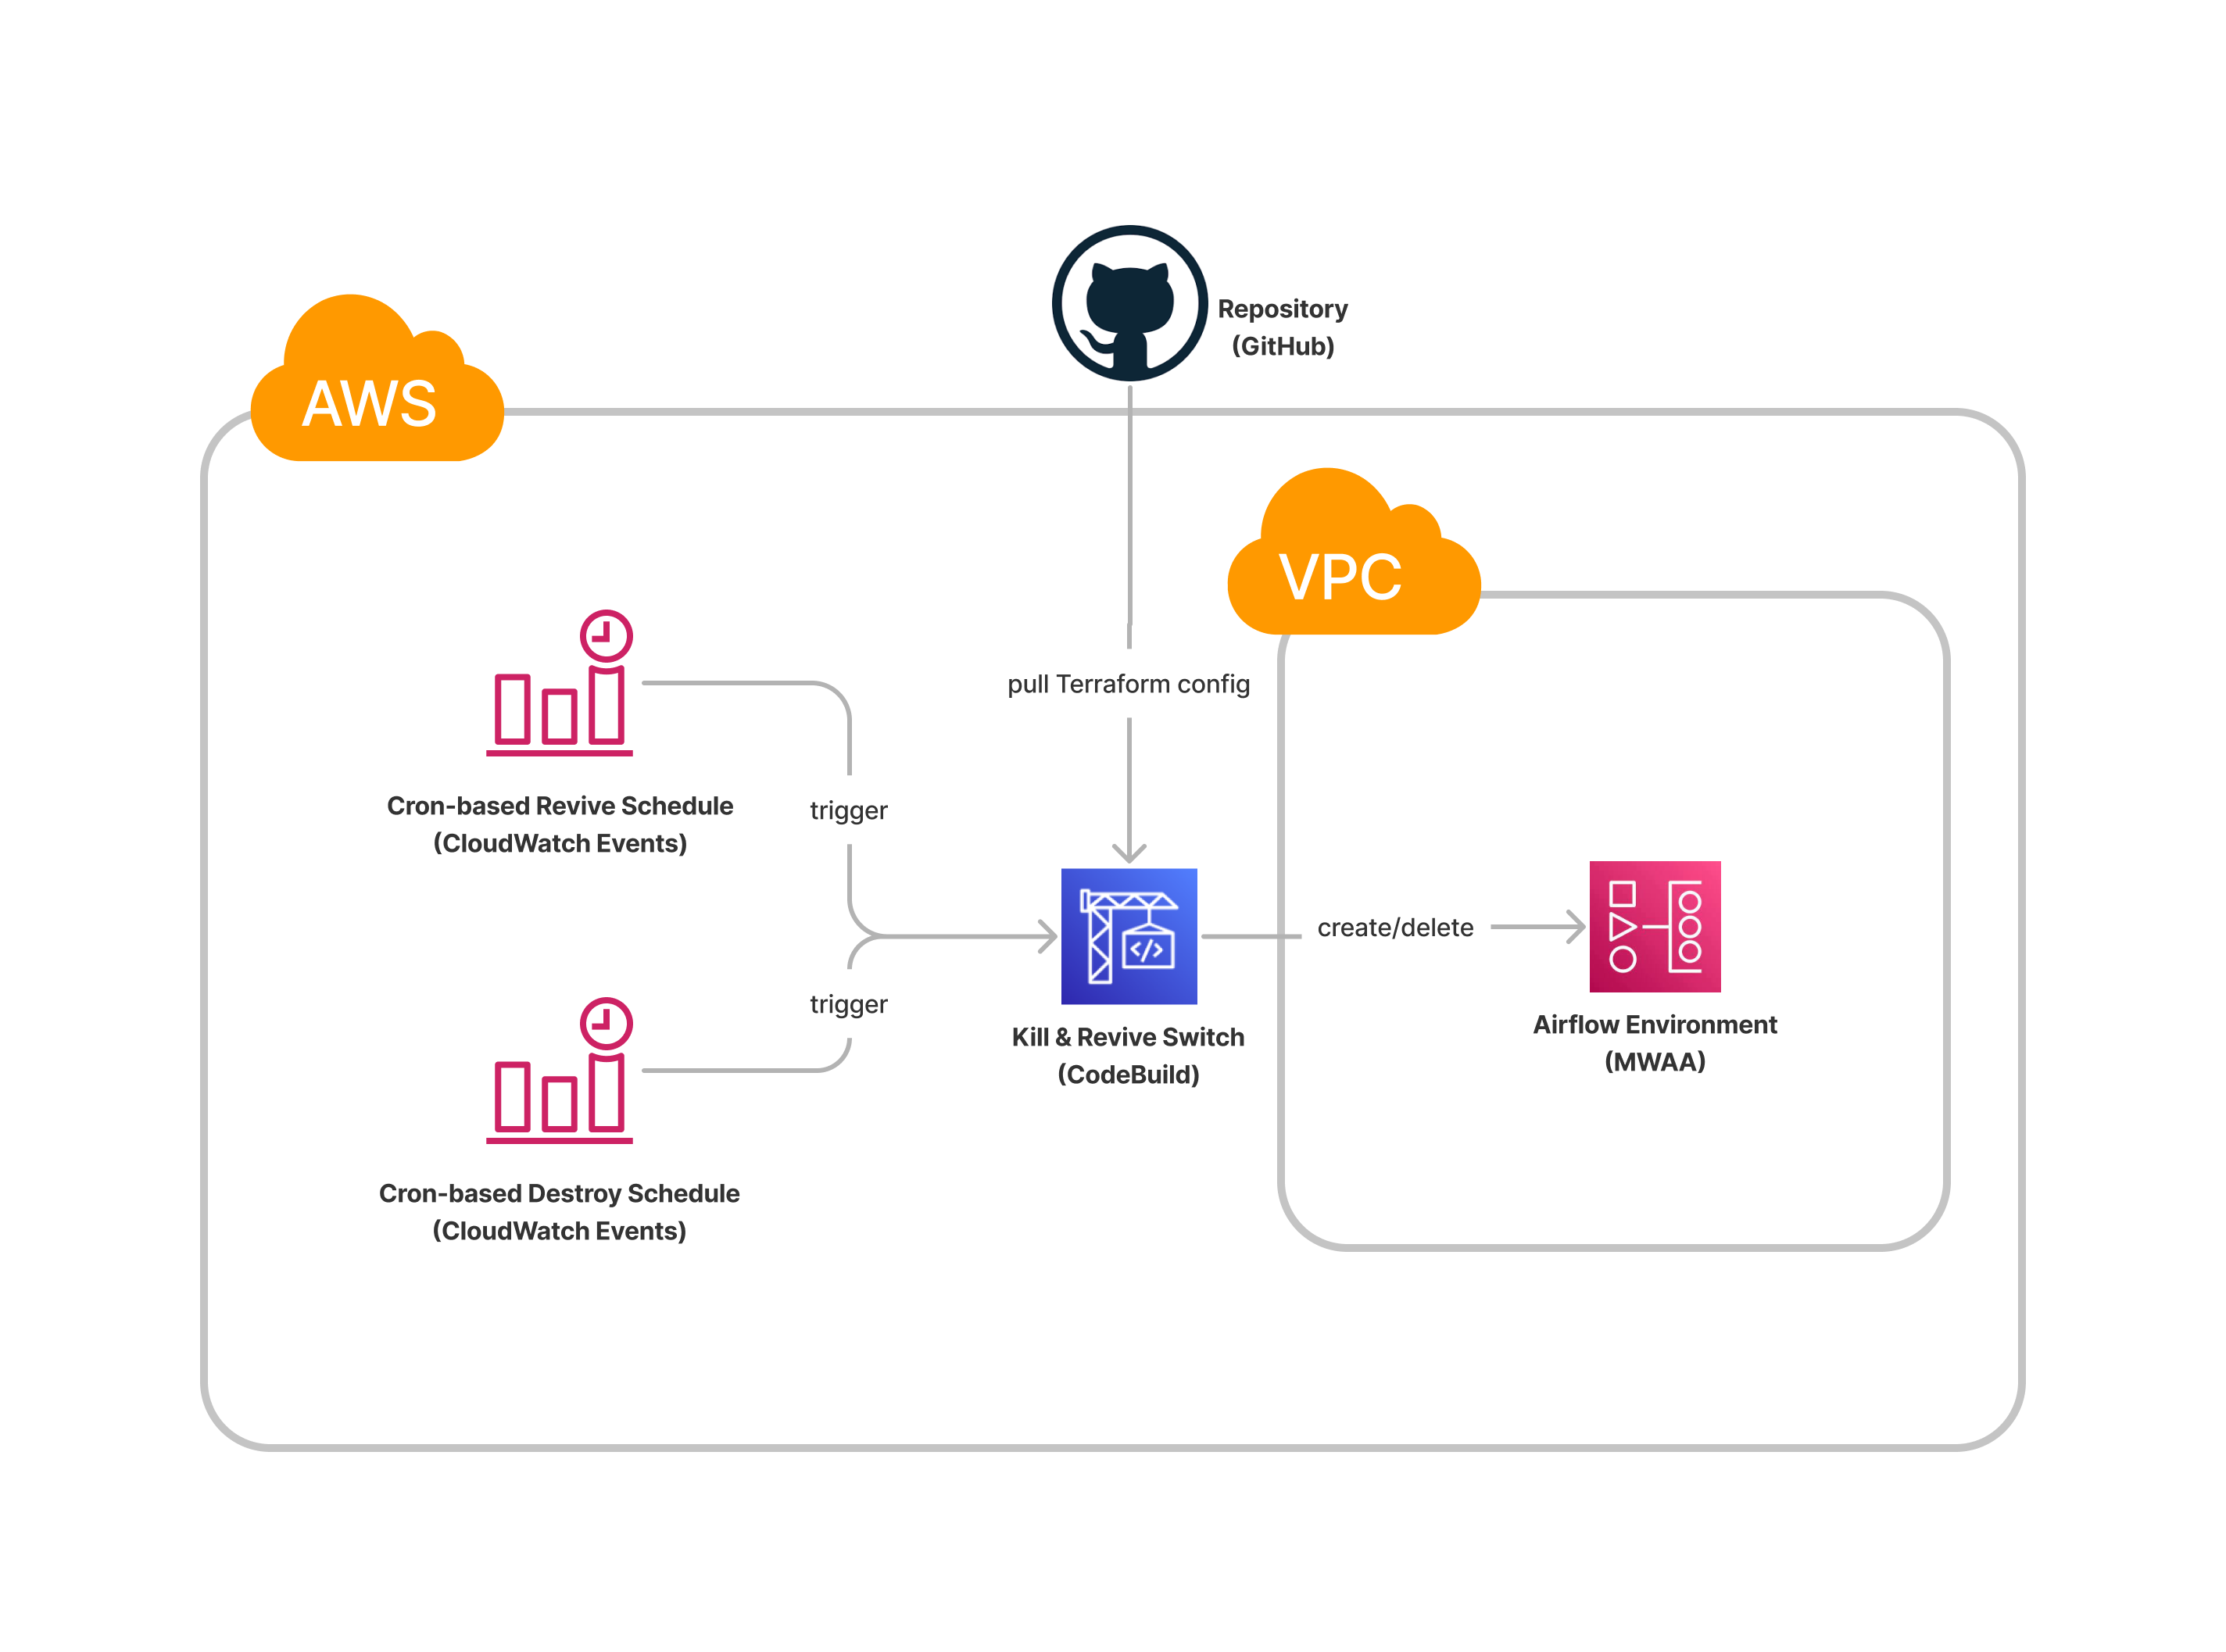 Repository
(GitHub)
AWS
VPC
pull Terraform config
Cron-based Revive Schedule
(CloudWatch Events)
trigger
create/delete
trigger
Kill & Revive Switch
(CodeBuild)
Airflow Environment
(MWAA)
Cron-based Destroy Schedule
(CloudWatch Events)